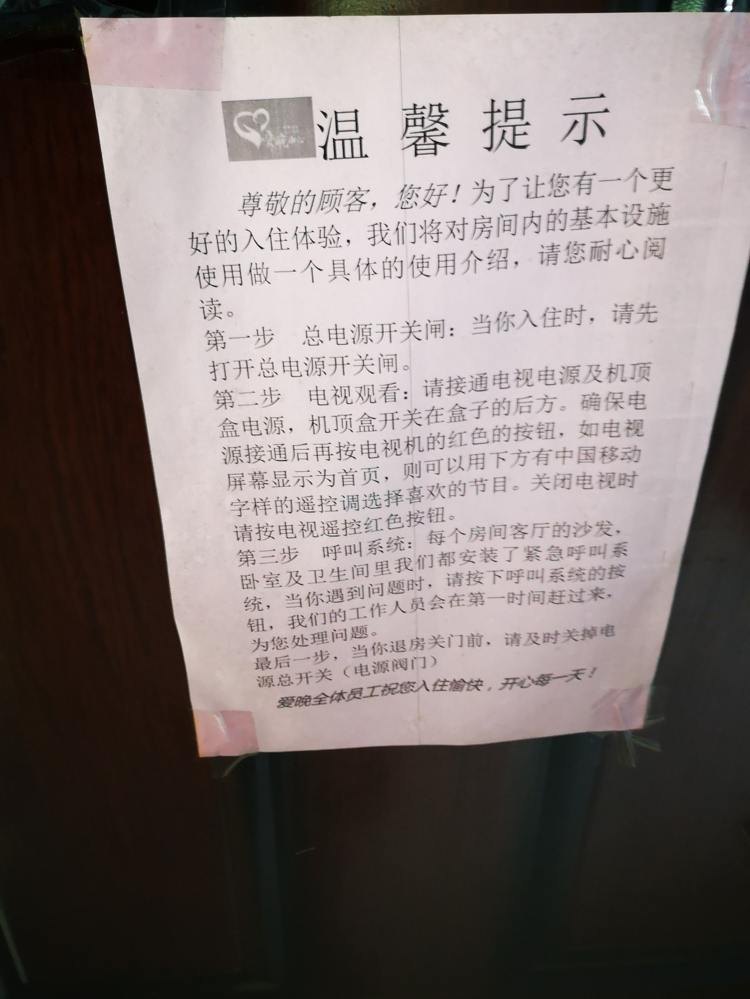 温馨提示
尊敬的顾客，您好！为了让您有一个更
好的入住体验，我们将对房间内的基本设施
使用做一个具体的使用介绍，请您耐心阅
读。
第一步 总电源开关闸：当你入住时，请先
打开总电源开关闸。
第二步 电视观看：请接通电视电源及机顶
盒电源，机顶盒开关在盒子的后方。确保电
源接通后再按电视机的红色的按钮，如电视
屏幕显示为首页，则可以用下方有中国移动
字样的遥控调选择喜欢的节目。关闭电视时
请按电视遥控红色按钮。
第三步 呼叫系统：每个房间客厅的沙发，
卧室及卫生间里我们都安装了紧急呼叫系
统，当你遇到问题时，请按下呼叫系统的按
钮，我们的工作人员会在第一时间赶过来，
为您处理问题。
最后一步，当你退房关门前，请及时关掉电
源总开关（电源阀门）
爱晚全体员工祝您入住愉快，开心每一天！